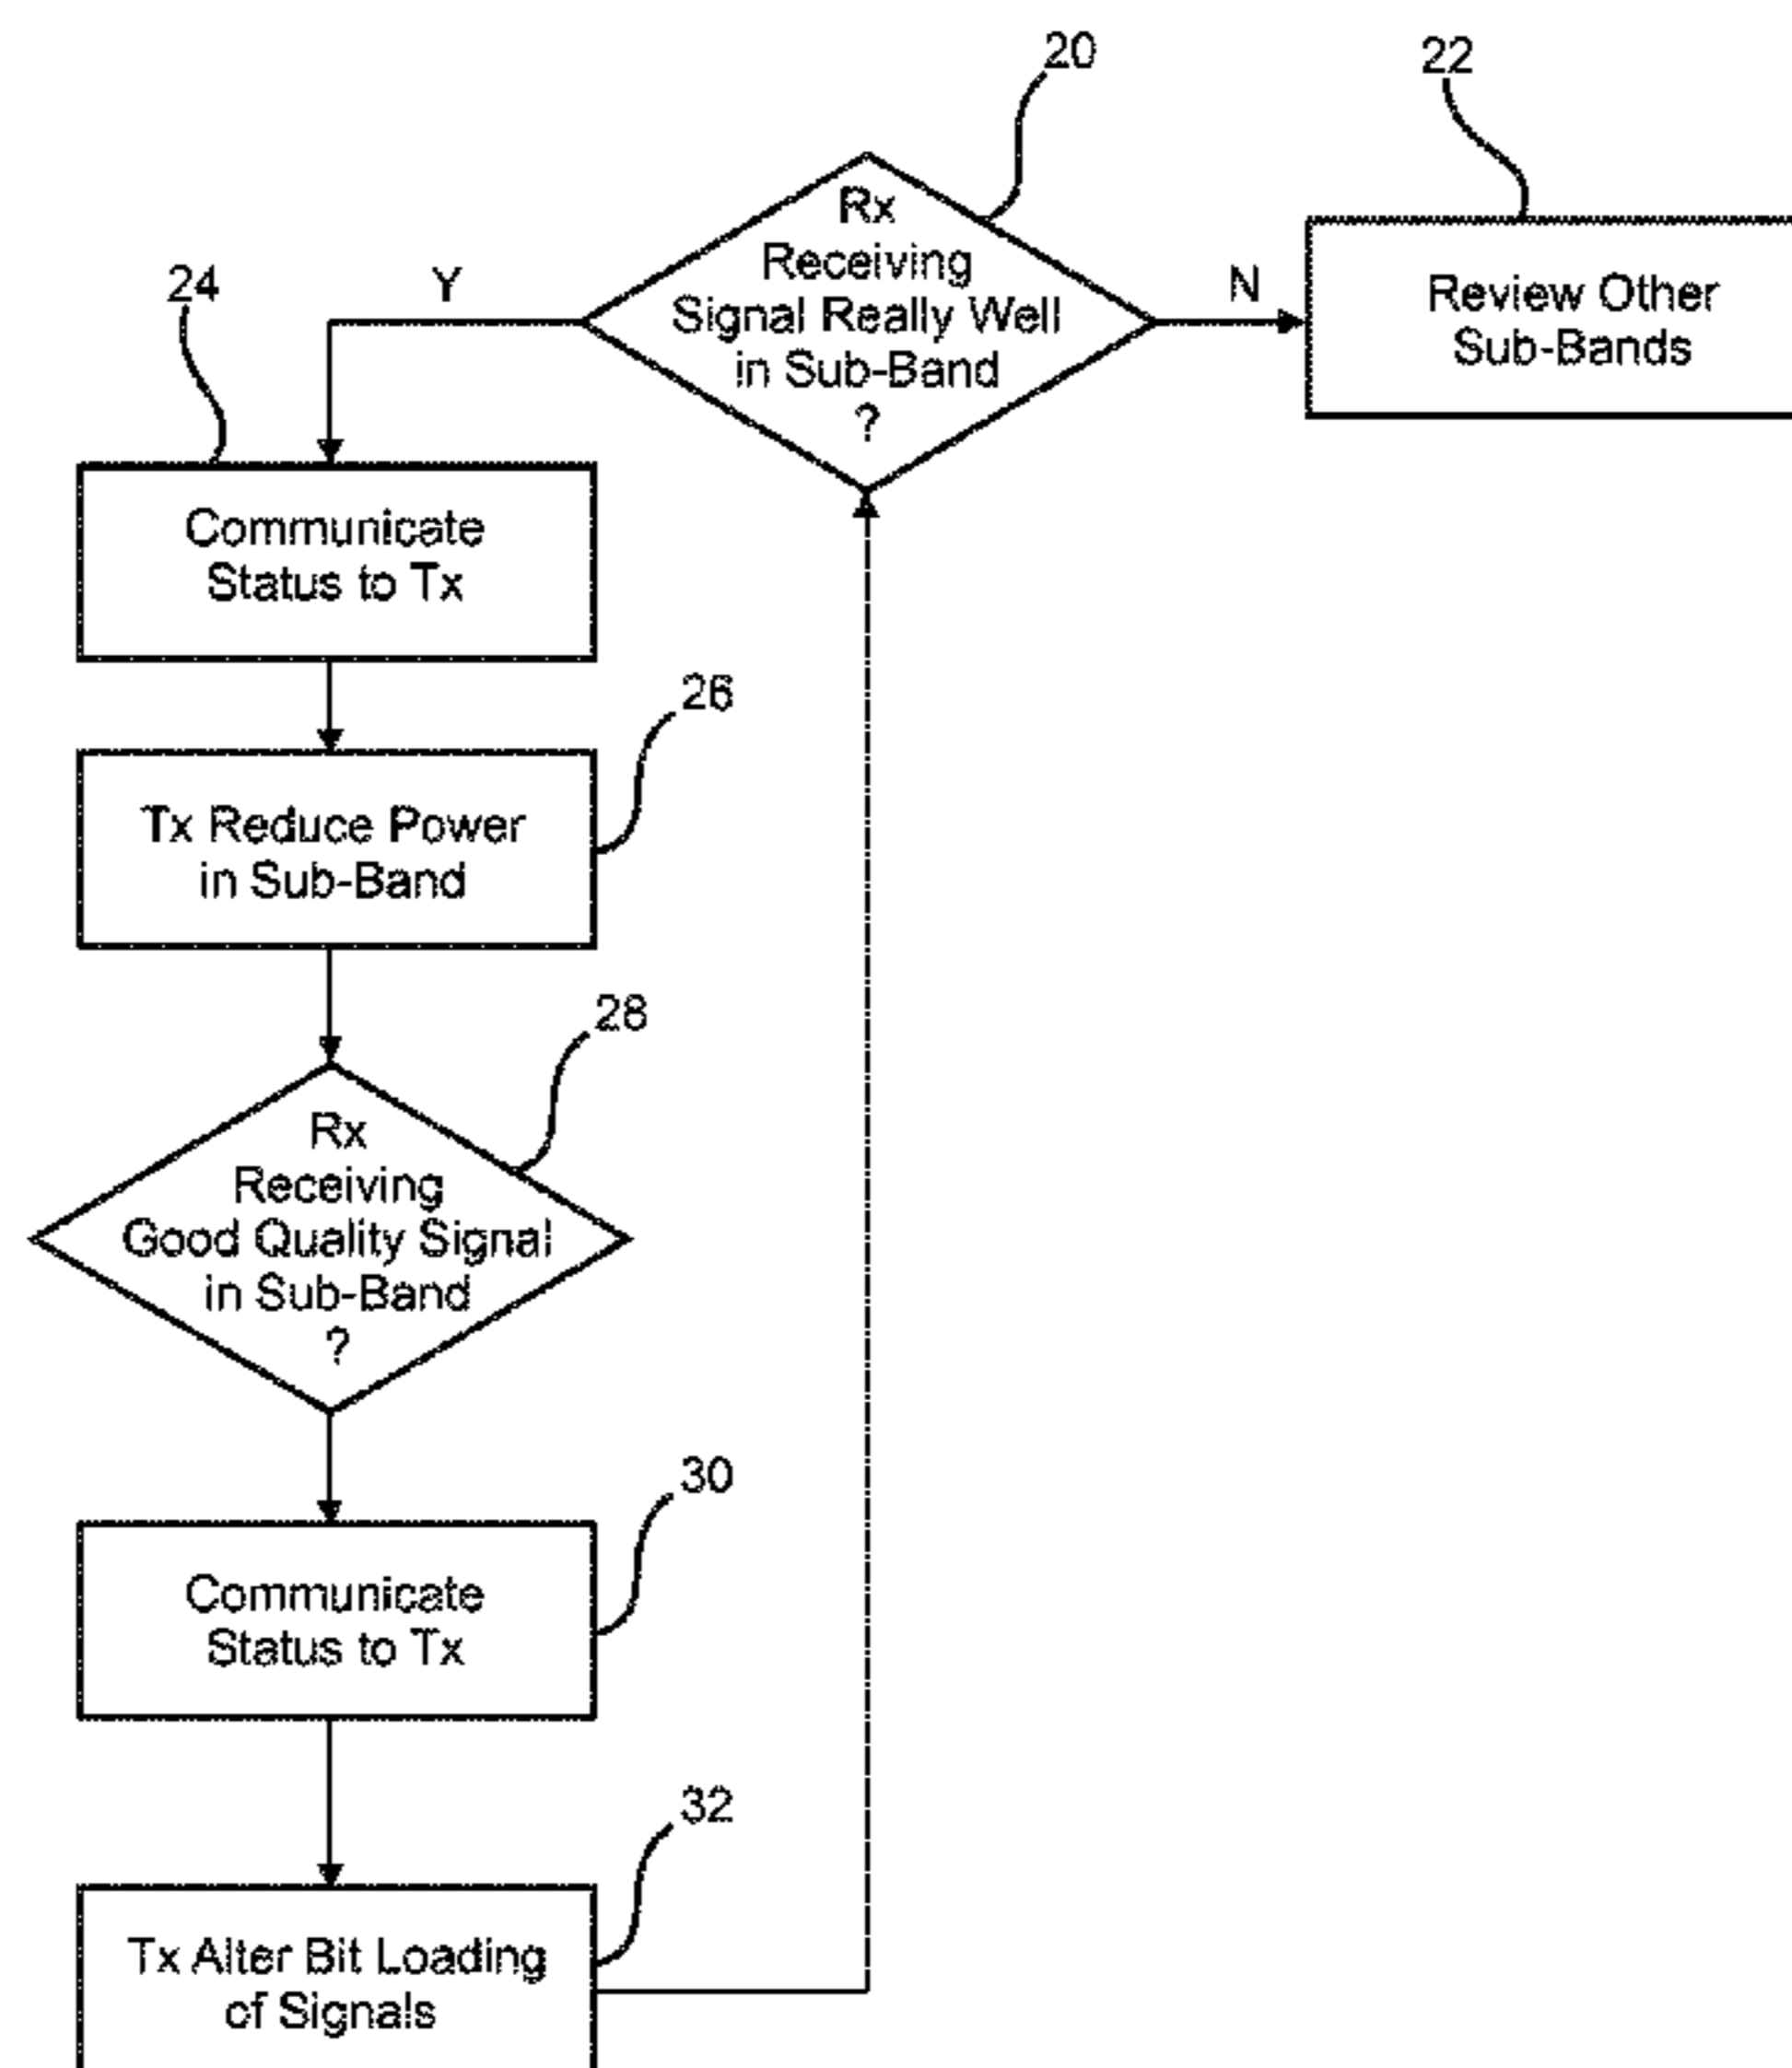 20
22
Rx
Receiving
Signal Really Well
in Sub-Band
?
Y
N
Review Other
Sub-Bands
24
Communicate
Status to Tx
26
Tx Reduce Power
in Sub-Band
28
Rx
Receiving
Good Quality Signal
in Sub-Band
?
30
Communicate
Status to Tx
32
Tx Alter Bit Loading
of Signals